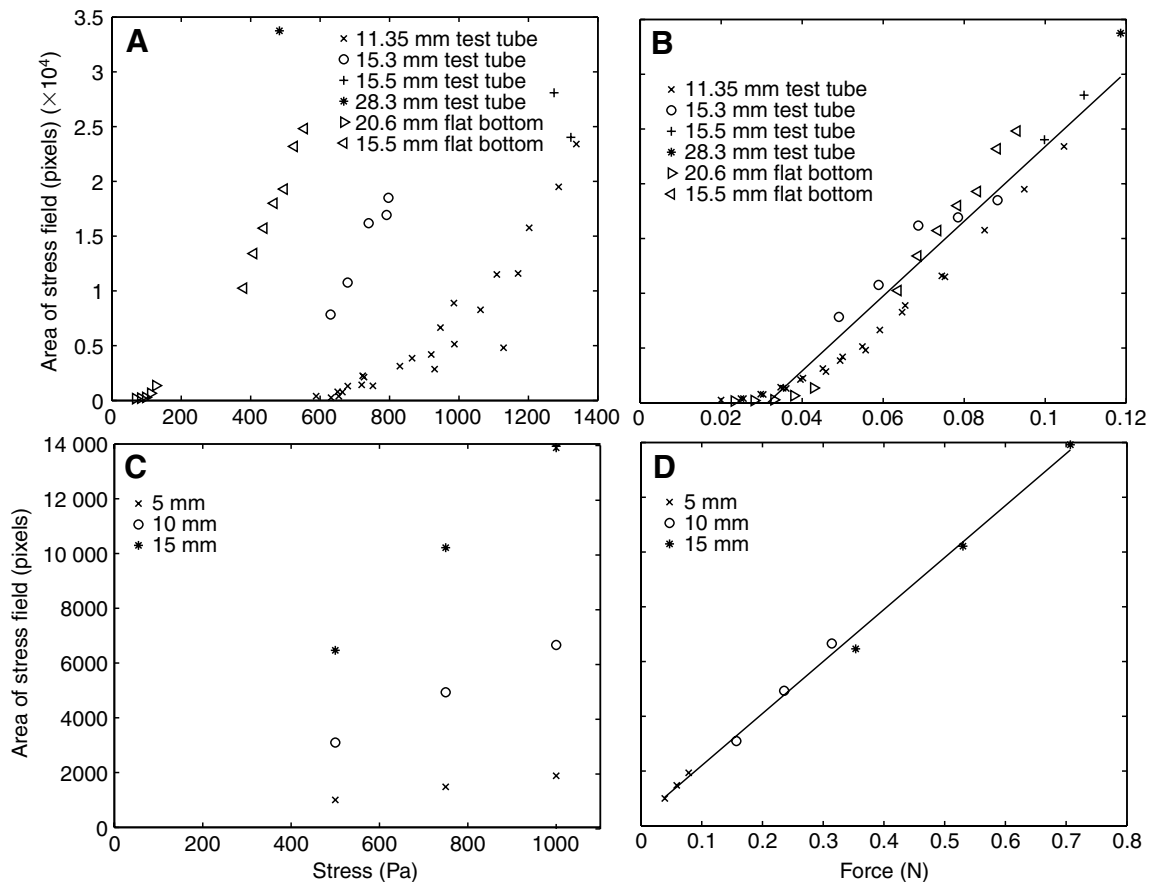 A
Area of stress field (pixels) (×10⁴)
3.5
3
2.5
2
1.5
1
0.5
0
11.35 mm test tube
15.3 mm test tube
15.5 mm test tube
28.3 mm test tube
20.6 mm flat bottom
15.5 mm flat bottom
0 200 400 600 800 1000 1200 1400
B
11.35 mm test tube
15.3 mm test tube
15.5 mm test tube
28.3 mm test tube
20.6 mm flat bottom
15.5 mm flat bottom
0 0.02 0.04 0.06 0.08 0.1 0.12
C
Area of stress field (pixels)
14 000
12 000
10 000
8000
6000
4000
2000
0
5 mm
10 mm
15 mm
0 200 400 600 800 1000
Stress (Pa)
D
5 mm
10 mm
15 mm
0 0.1 0.2 0.3 0.4 0.5 0.6 0.7 0.8
Force (N)